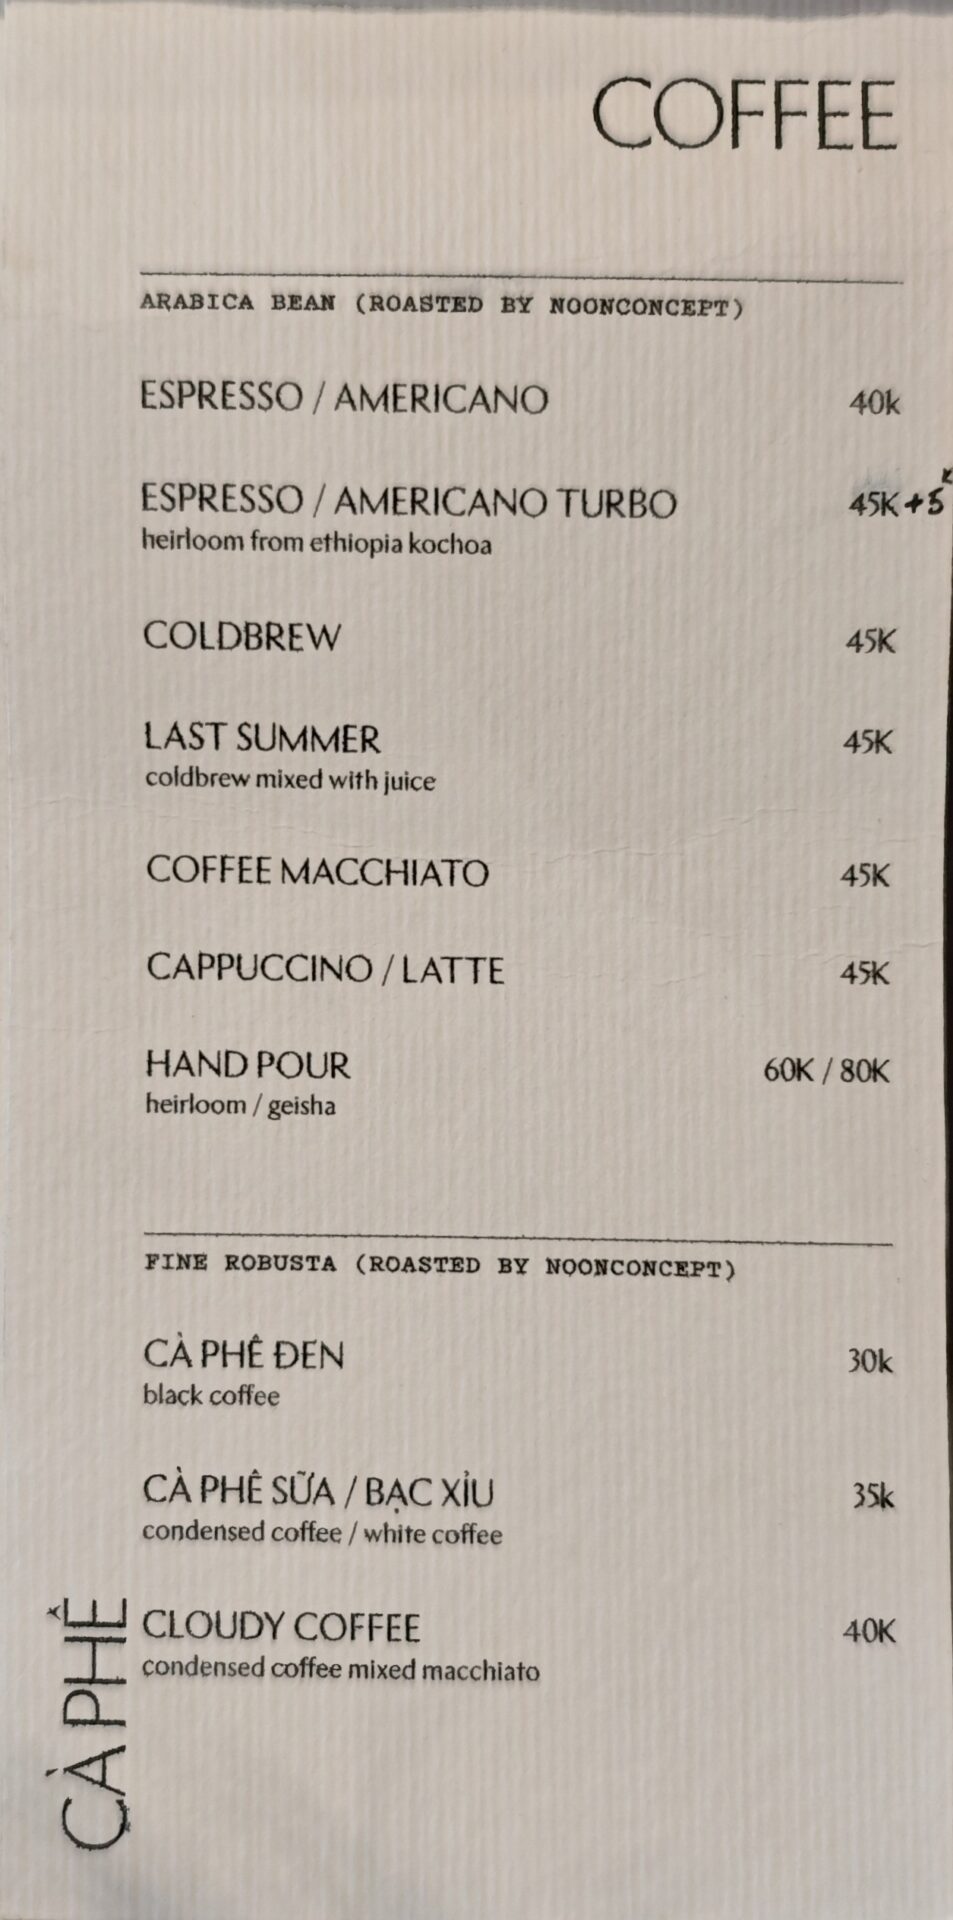 COFFEE
ARABICA BEAN (ROASTED BY NOONCONCEPT)
ESPRESSO / AMERICANO 40k
ESPRESSO / AMERICANO TURBO 45K +5K
heirloom from ethiopia kochoa
COLDBREW 45K
LAST SUMMER 45K
coldbrew mixed with juice
COFFEE MACCHIATO 45K
CAPPUCCINO / LATTE 45K
HAND POUR 60K / 80K
heirloom / geisha
FINE ROBUSTA (ROASTED BY NOONCONCEPT)
CÀ PHÊ ĐEN 30k
black coffee
CÀ PHÊ SỮA / BẠC XỈU 35k
condensed coffee / white coffee
CLOUDY COFFEE 40K
condensed coffee mixed macchiato
CÀ PHÊ